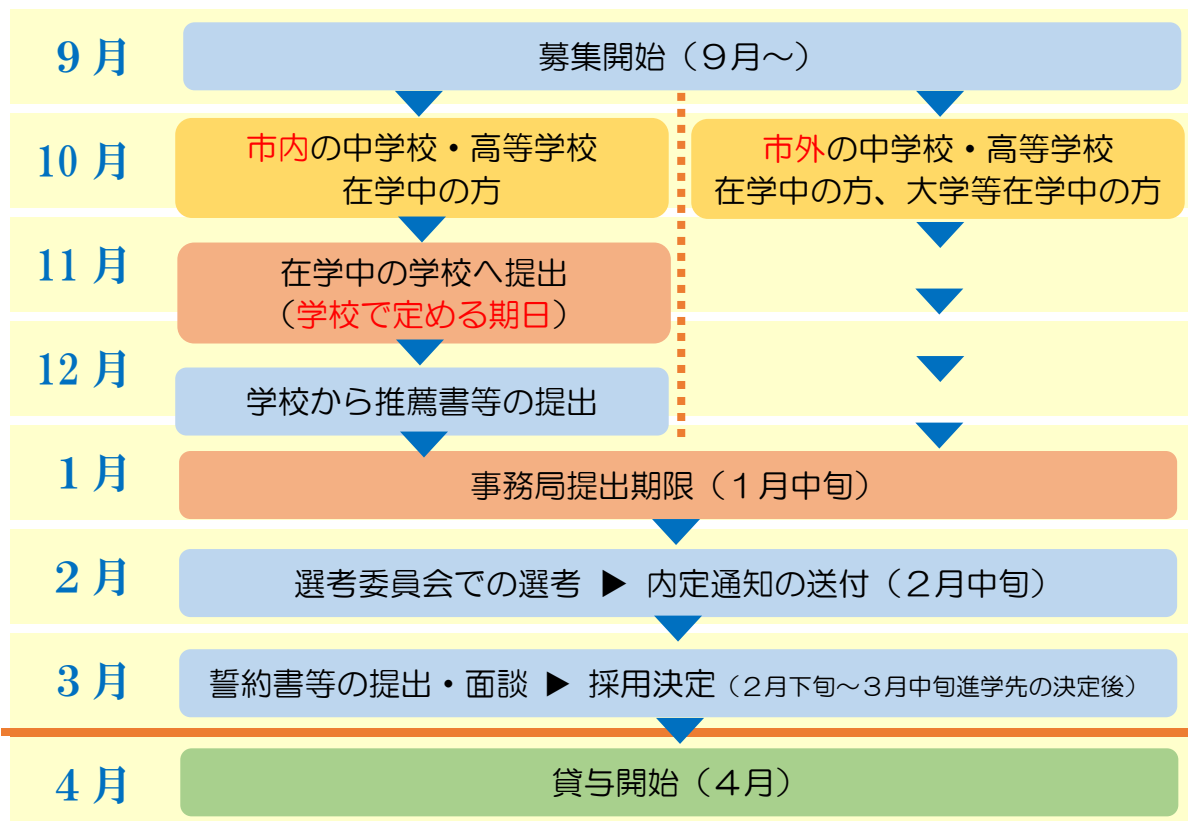 9月
募集開始（９月～）
10月
市内の中学校・高等学校
在学中の方
市外の中学校・高等学校
在学中の方、大学等在学中の方
11月
在学中の学校へ提出
（学校で定める期日）
12月
学校から推薦書等の提出
1月
事務局提出期限（１月中旬）
2月
選考委員会での選考 ▶ 内定通知の送付（２月中旬）
3月
誓約書等の提出・面談 ▶ 採用決定（２月下旬～３月中旬進学先の決定後）
4月
貸与開始（４月）